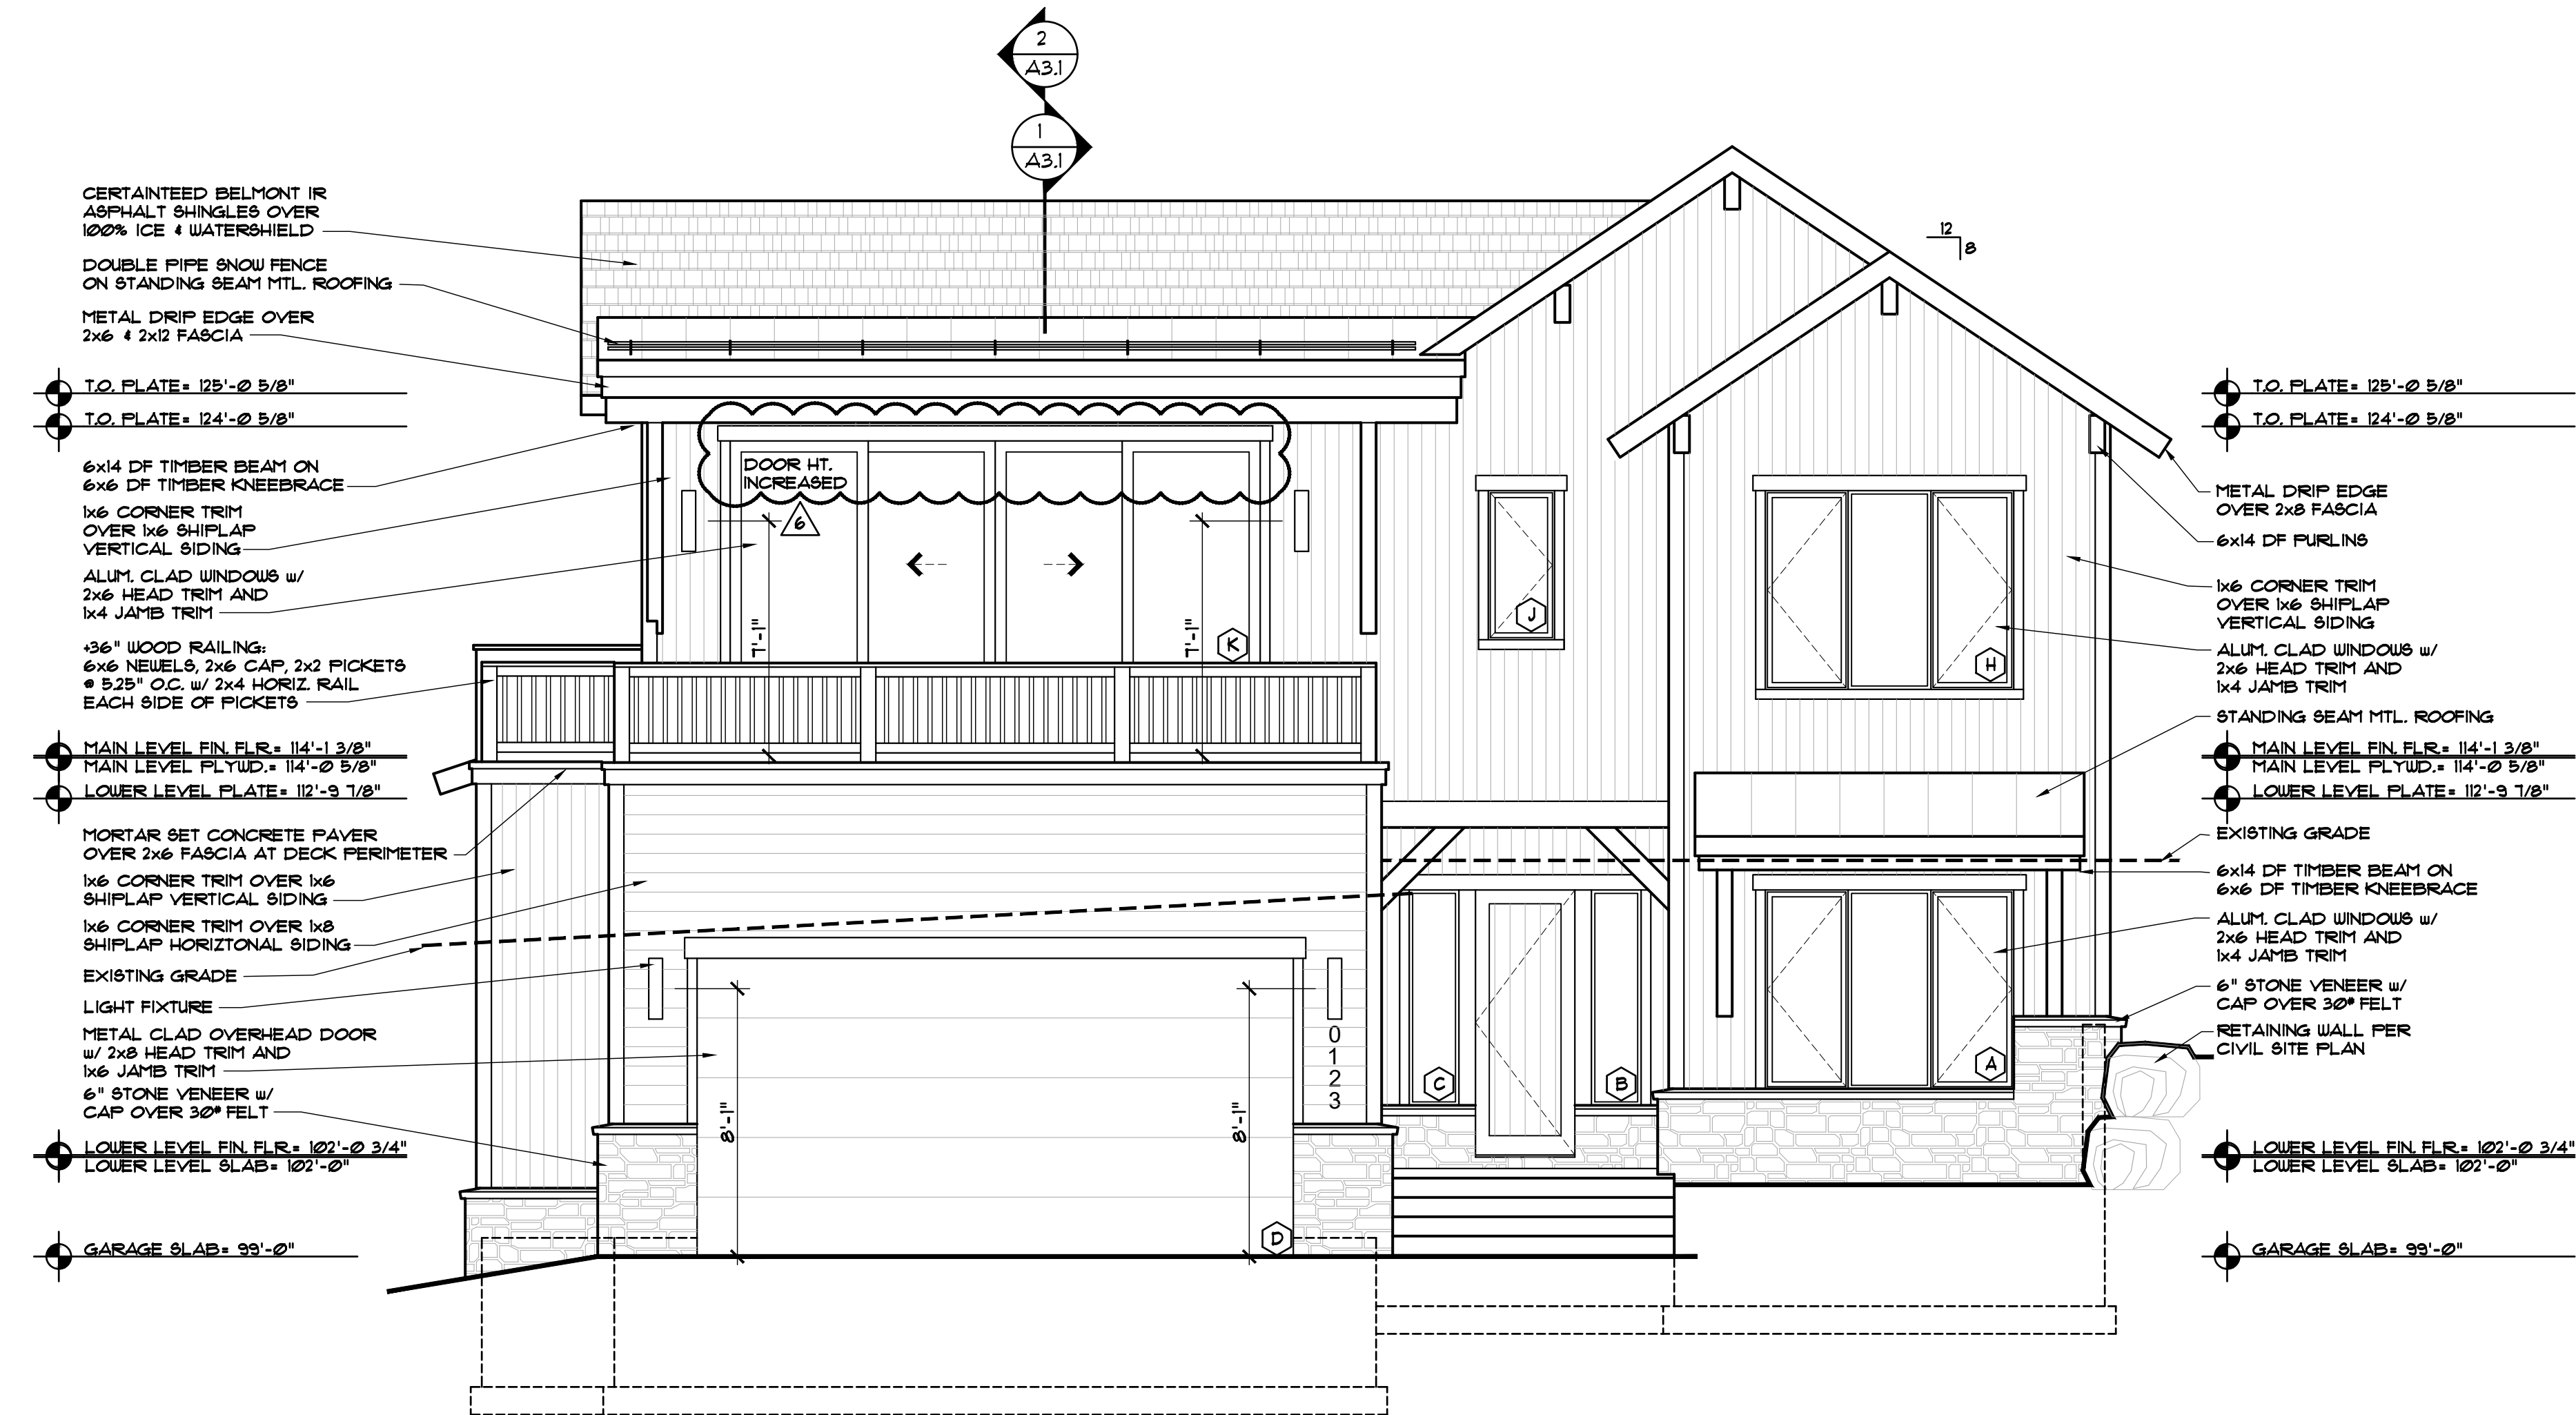 2
A3.1
1
A3.1
CERTAINTEED BELMONT IR
ASPHALT SHINGLES OVER
100% ICE & WATERSHIELD
DOUBLE PIPE SNOW FENCE
ON STANDING SEAM MTL. ROOFING
METAL DRIP EDGE OVER
2x6 & 2x12 FASCIA
T.O. PLATE= 125'-0 5/8"
T.O. PLATE= 124'-0 5/8"
6x14 DF TIMBER BEAM ON
6x6 DF TIMBER KNEEBRACE
1x6 CORNER TRIM
OVER 1x6 SHIPLAP
VERTICAL SIDING
ALUM. CLAD WINDOWS w/
2x6 HEAD TRIM AND
1x4 JAMB TRIM
+36" WOOD RAILING:
6x6 NEWELS, 2x6 CAP, 2x2 PICKETS
@ 5.25" O.C. w/ 2x4 HORIZ. RAIL
EACH SIDE OF PICKETS
MAIN LEVEL FIN. FLR.= 114'-1 3/8"
MAIN LEVEL PLYWD.= 114'-0 5/8"
LOWER LEVEL PLATE= 112'-9 7/8"
MORTAR SET CONCRETE PAVER
OVER 2x6 FASCIA AT DECK PERIMETER
1x6 CORNER TRIM OVER 1x6
SHIPLAP VERTICAL SIDING
1x6 CORNER TRIM OVER 1x8
SHIPLAP HORIZTONAL SIDING
EXISTING GRADE
LIGHT FIXTURE
METAL CLAD OVERHEAD DOOR
w/ 2x8 HEAD TRIM AND
1x6 JAMB TRIM
6" STONE VENEER w/
CAP OVER 30# FELT
LOWER LEVEL FIN. FLR.= 102'-0 3/4"
LOWER LEVEL SLAB= 102'-0"
GARAGE SLAB= 99'-0"
DOOR HT.
INCREASED
6
7'-1"
7'-1"
K
J
H
8'-1"
8'-1"
0
1
2
3
D
C
B
A
12
8
T.O. PLATE= 125'-0 5/8"
T.O. PLATE= 124'-0 5/8"
METAL DRIP EDGE
OVER 2x8 FASCIA
6x14 DF PURLINS
1x6 CORNER TRIM
OVER 1x6 SHIPLAP
VERTICAL SIDING
ALUM. CLAD WINDOWS w/
2x6 HEAD TRIM AND
1x4 JAMB TRIM
STANDING SEAM MTL. ROOFING
MAIN LEVEL FIN. FLR.= 114'-1 3/8"
MAIN LEVEL PLYWD.= 114'-0 5/8"
LOWER LEVEL PLATE= 112'-9 7/8"
EXISTING GRADE
6x14 DF TIMBER BEAM ON
6x6 DF TIMBER KNEEBRACE
ALUM. CLAD WINDOWS w/
2x6 HEAD TRIM AND
1x4 JAMB TRIM
6" STONE VENEER w/
CAP OVER 30# FELT
RETAINING WALL PER
CIVIL SITE PLAN
LOWER LEVEL FIN. FLR.= 102'-0 3/4"
LOWER LEVEL SLAB= 102'-0"
GARAGE SLAB= 99'-0"